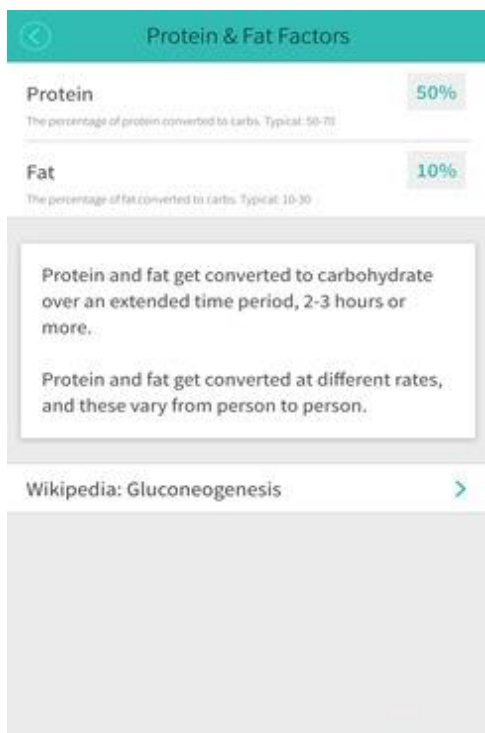 Protein & Fat Factors
Protein
50%
The percentage of protein converted to carbs. Typical: 50-70
Fat
10%
The percentage of fat converted to carbs. Typical: 10-30
Protein and fat get converted to carbohydrate
over an extended time period, 2-3 hours or
more.
Protein and fat get converted at different rates,
and these vary from person to person.
Wikipedia: Gluconeogenesis